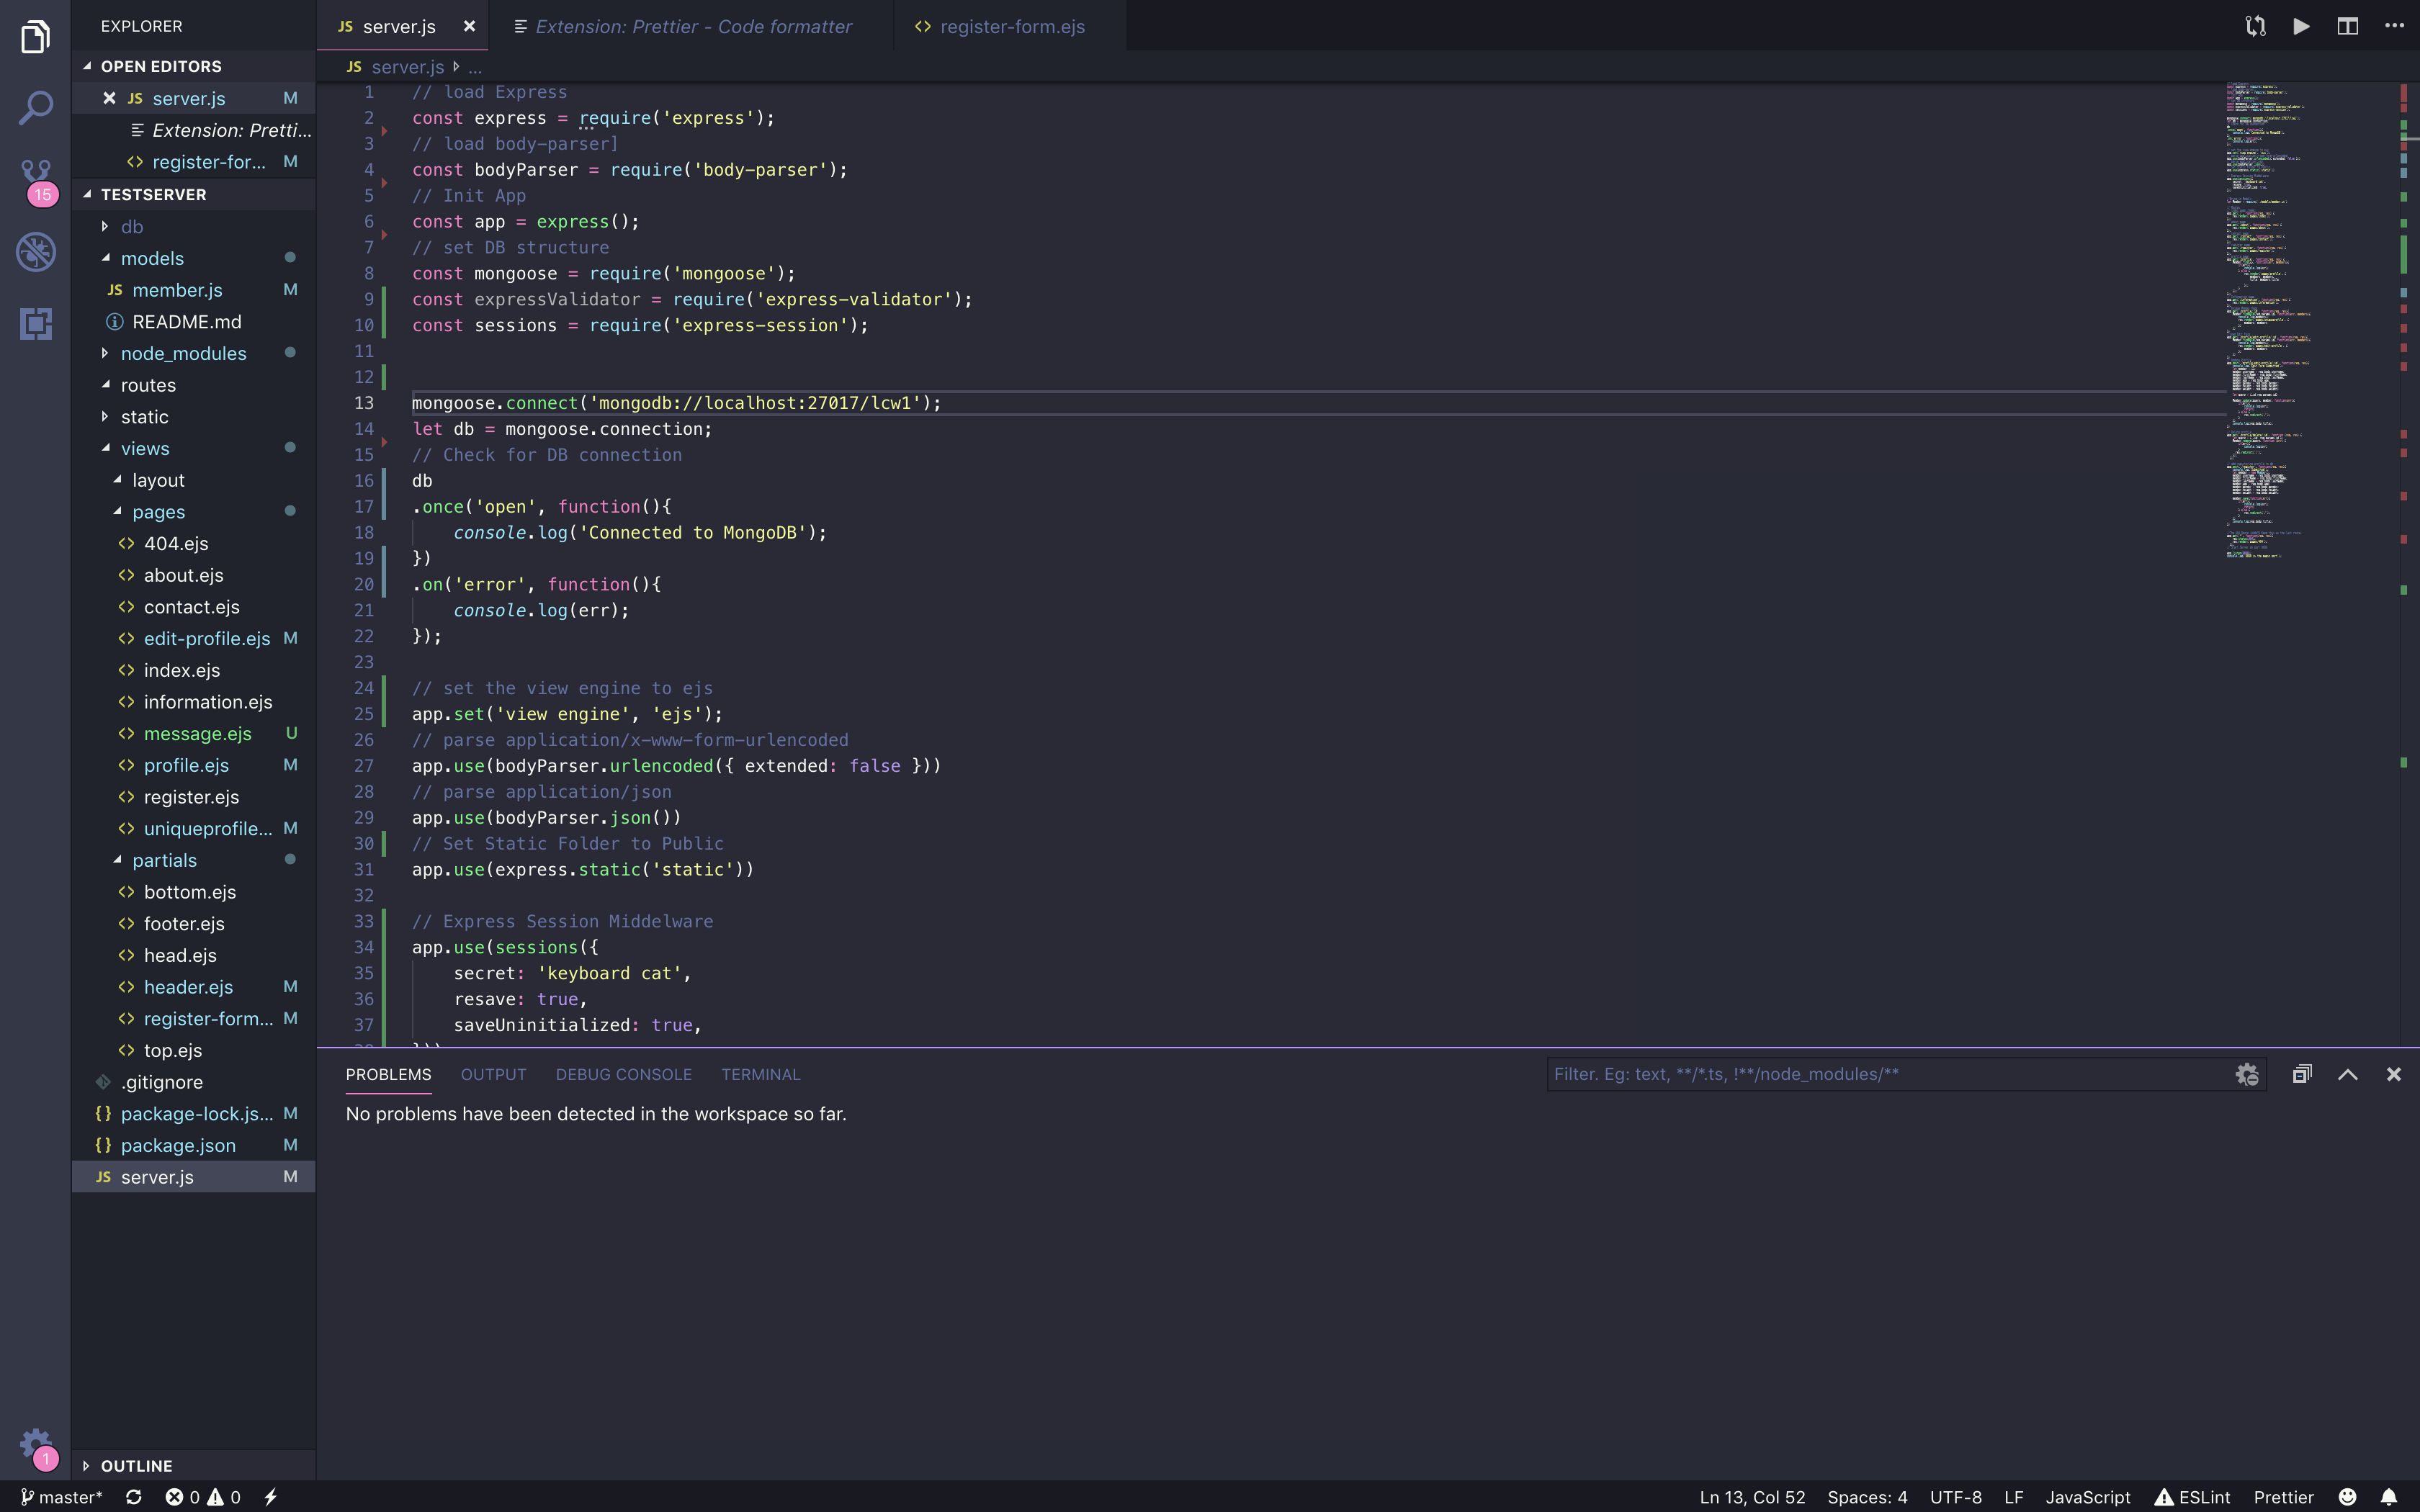 EXPLORER
OPEN EDITORS
JS server.js M
Extension: Pretti...
register-for... M
15
TESTSERVER
db
models
JS member.js M
README.md
node_modules
routes
static
views
layout
pages
404.ejs
about.ejs
contact.ejs
edit-profile.ejs M
index.ejs
information.ejs
message.ejs U
profile.ejs M
register.ejs
uniqueprofile... M
partials
bottom.ejs
footer.ejs
head.ejs
header.ejs M
register-form... M
top.ejs
.gitignore
{} package-lock.js... M
{} package.json M
JS server.js M
1
OUTLINE
JS server.js
Extension: Prettier - Code formatter
register-form.ejs
JS server.js ...
1 // load Express
2 const express = require('express');
3 // load body-parser]
4 const bodyParser = require('body-parser');
5 // Init App
6 const app = express();
7 // set DB structure
8 const mongoose = require('mongoose');
9 const expressValidator = require('express-validator');
10 const sessions = require('express-session');
11
12
13 mongoose.connect('mongodb://localhost:27017/lcw1');
14 let db = mongoose.connection;
15 // Check for DB connection
16 db
17 .once('open', function(){
18 console.log('Connected to MongoDB');
19 })
20 .on('error', function(){
21 console.log(err);
22 });
23
24 // set the view engine to ejs
25 app.set('view engine', 'ejs');
26 // parse application/x-www-form-urlencoded
27 app.use(bodyParser.urlencoded({ extended: false }))
28 // parse application/json
29 app.use(bodyParser.json())
30 // Set Static Folder to Public
31 app.use(express.static('static'))
32
33 // Express Session Middelware
34 app.use(sessions({
35 secret: 'keyboard cat',
36 resave: true,
37 saveUninitialized: true,
PROBLEMS OUTPUT DEBUG CONSOLE TERMINAL
Filter. Eg: text, **/*.ts, !**/node_modules/**
No problems have been detected in the workspace so far.
master* 0 0
Ln 13, Col 52 Spaces: 4 UTF-8 LF JavaScript ESLint Prettier